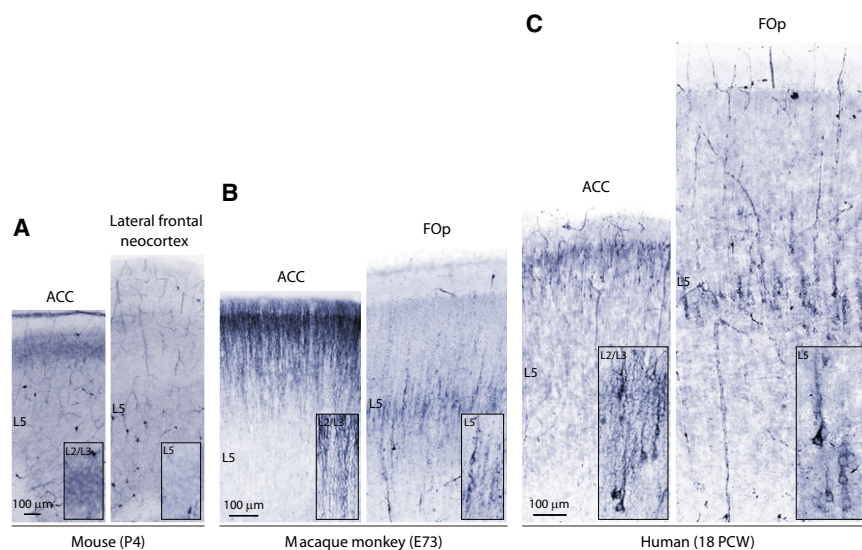 A
Lateral frontal
neocortex
ACC
L5
L2/L3
100 μm
L5
L5
Mouse (P4)
B
ACC
FOp
L5
L2/L3
100 μm
L5
L5
Macaque monkey (E73)
C
ACC
FOp
L5
L2/L3
100 μm
L5
L5
Human (18 PCW)